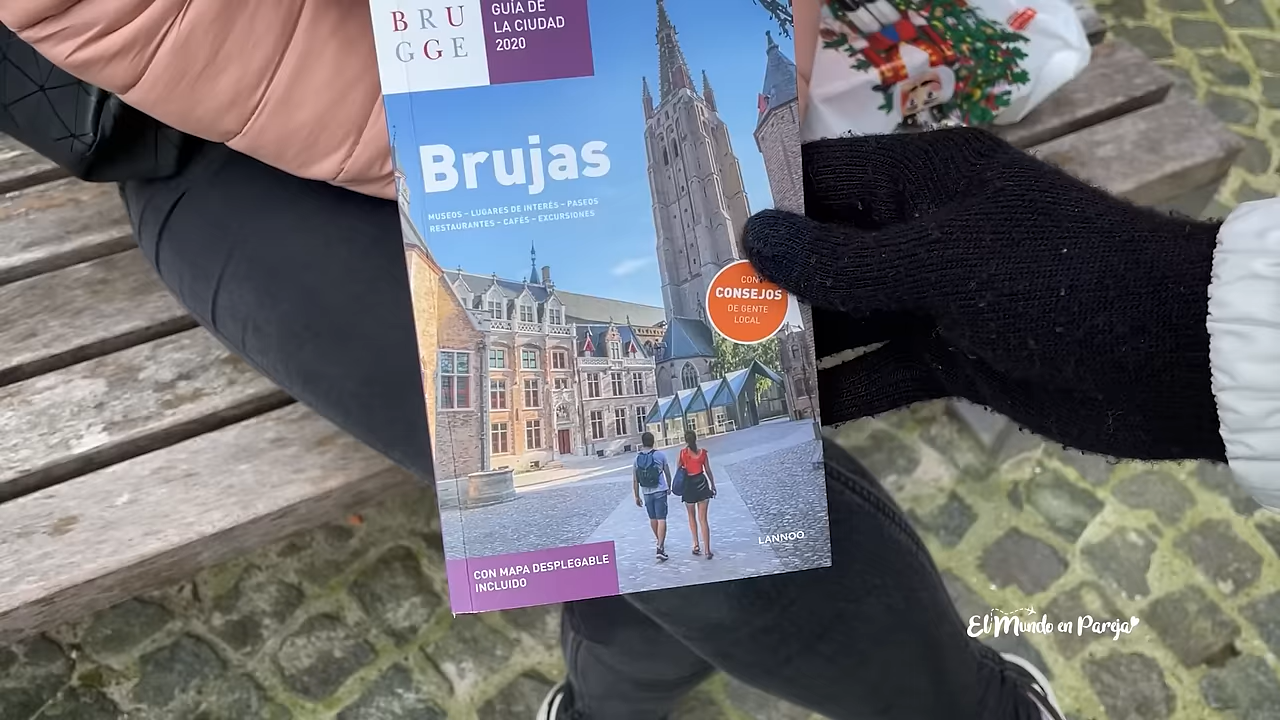 BRU
GGE
GUÍA DE
LA CIUDAD
2020
Brujas
MUSEOS – LUGARES DE INTERÉS – PASEOS
RESTAURANTES – CAFÉS – EXCURSIONES
CON
CONSEJOS
DE GENTE
LOCAL
LANNOO
CON MAPA DESPLEGABLE
INCLUIDO
El Mundo en Pareja